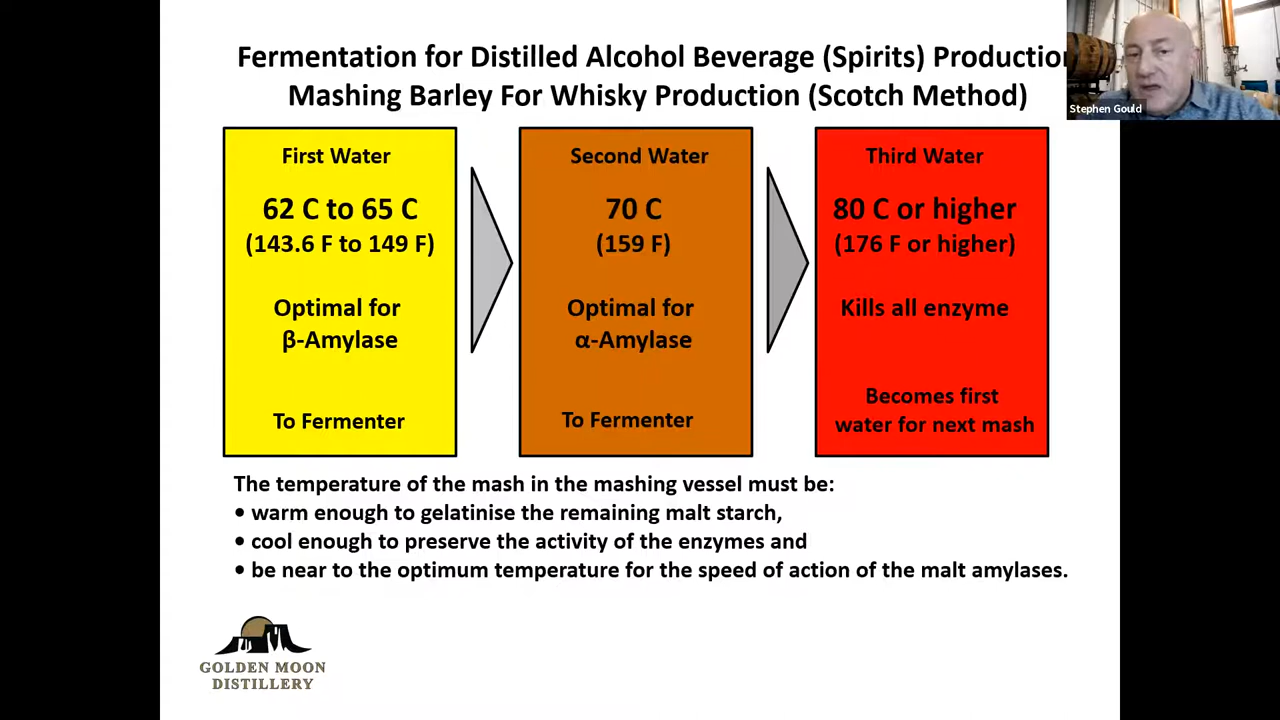 Fermentation for Distilled Alcohol Beverage (Spirits) Production
Mashing Barley For Whisky Production (Scotch Method)
Stephen Gould
First Water
62 C to 65 C
(143.6 F to 149 F)
Optimal for
β-Amylase
To Fermenter
Second Water
70 C
(159 F)
Optimal for
α-Amylase
To Fermenter
Third Water
80 C or higher
(176 F or higher)
Kills all enzyme
Becomes first
water for next mash
The temperature of the mash in the mashing vessel must be:
• warm enough to gelatinise the remaining malt starch,
• cool enough to preserve the activity of the enzymes and
• be near to the optimum temperature for the speed of action of the malt amylases.
GOLDEN MOON
DISTILLERY